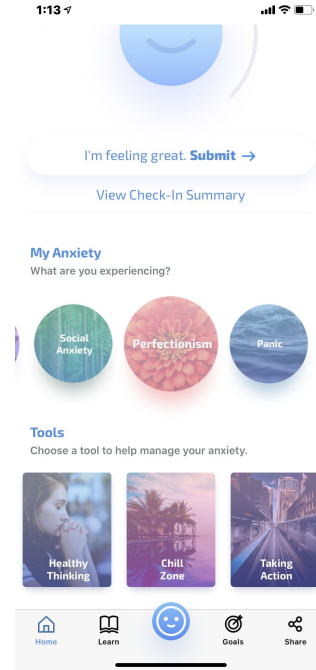 1:13
I'm feeling great. Submit →
View Check-In Summary
My Anxiety
What are you experiencing?
Social
Anxiety
Perfectionism
Panic
Tools
Choose a tool to help manage your anxiety.
Healthy
Thinking
Chill
Zone
Taking
Action
Home
Learn
Goals
Share